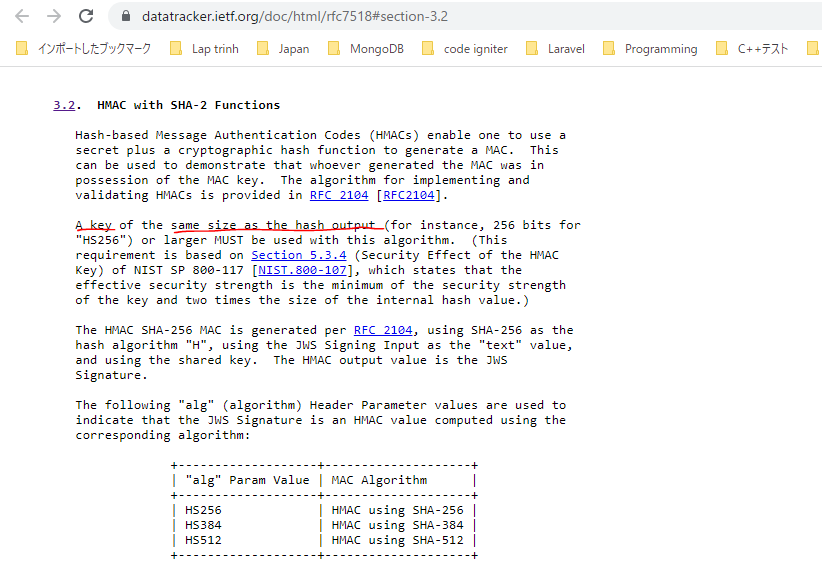 datatracker.ietf.org/doc/html/rfc7518#section-3.2
インポートしたブックマーク Lap trinh Japan MongoDB code igniter Laravel Programming C++テスト
3.2. HMAC with SHA-2 Functions
Hash-based Message Authentication Codes (HMACs) enable one to use a
secret plus a cryptographic hash function to generate a MAC. This
can be used to demonstrate that whoever generated the MAC was in
possession of the MAC key. The algorithm for implementing and
validating HMACs is provided in RFC 2104 [RFC2104].
A key of the same size as the hash output (for instance, 256 bits for
"HS256") or larger MUST be used with this algorithm. (This
requirement is based on Section 5.3.4 (Security Effect of the HMAC
Key) of NIST SP 800-117 [NIST.800-107], which states that the
effective security strength is the minimum of the security strength
of the key and two times the size of the internal hash value.)
The HMAC SHA-256 MAC is generated per RFC 2104, using SHA-256 as the
hash algorithm "H", using the JWS Signing Input as the "text" value,
and using the shared key. The HMAC output value is the JWS
Signature.
The following "alg" (algorithm) Header Parameter values are used to
indicate that the JWS Signature is an HMAC value computed using the
corresponding algorithm:
+-------------------+--------------------+
| "alg" Param Value | MAC Algorithm      |
+-------------------+--------------------+
| HS256             | HMAC using SHA-256 |
| HS384             | HMAC using SHA-384 |
| HS512             | HMAC using SHA-512 |
+-------------------+--------------------+